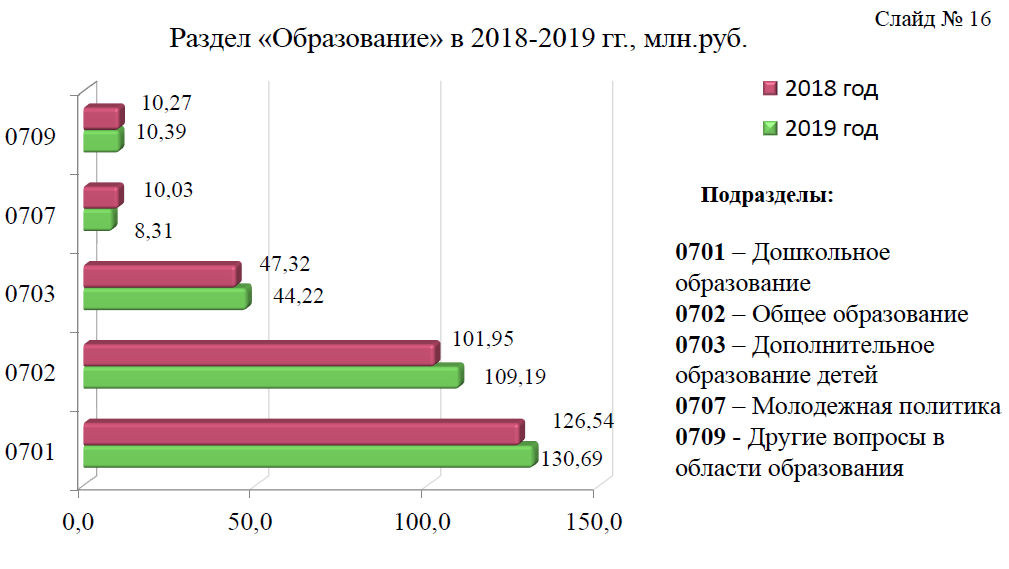 Слайд № 16
Раздел «Образование» в 2018-2019 гг., млн.руб.
2018 год
2019 год
0709
10,27
10,39
0707
10,03
8,31
0703
47,32
44,22
0702
101,95
109,19
0701
126,54
130,69
0,0
50,0
100,0
150,0
Подразделы:
0701 – Дошкольное
образование
0702 – Общее образование
0703 – Дополнительное
образование детей
0707 – Молодежная политика
0709 - Другие вопросы в
области образования